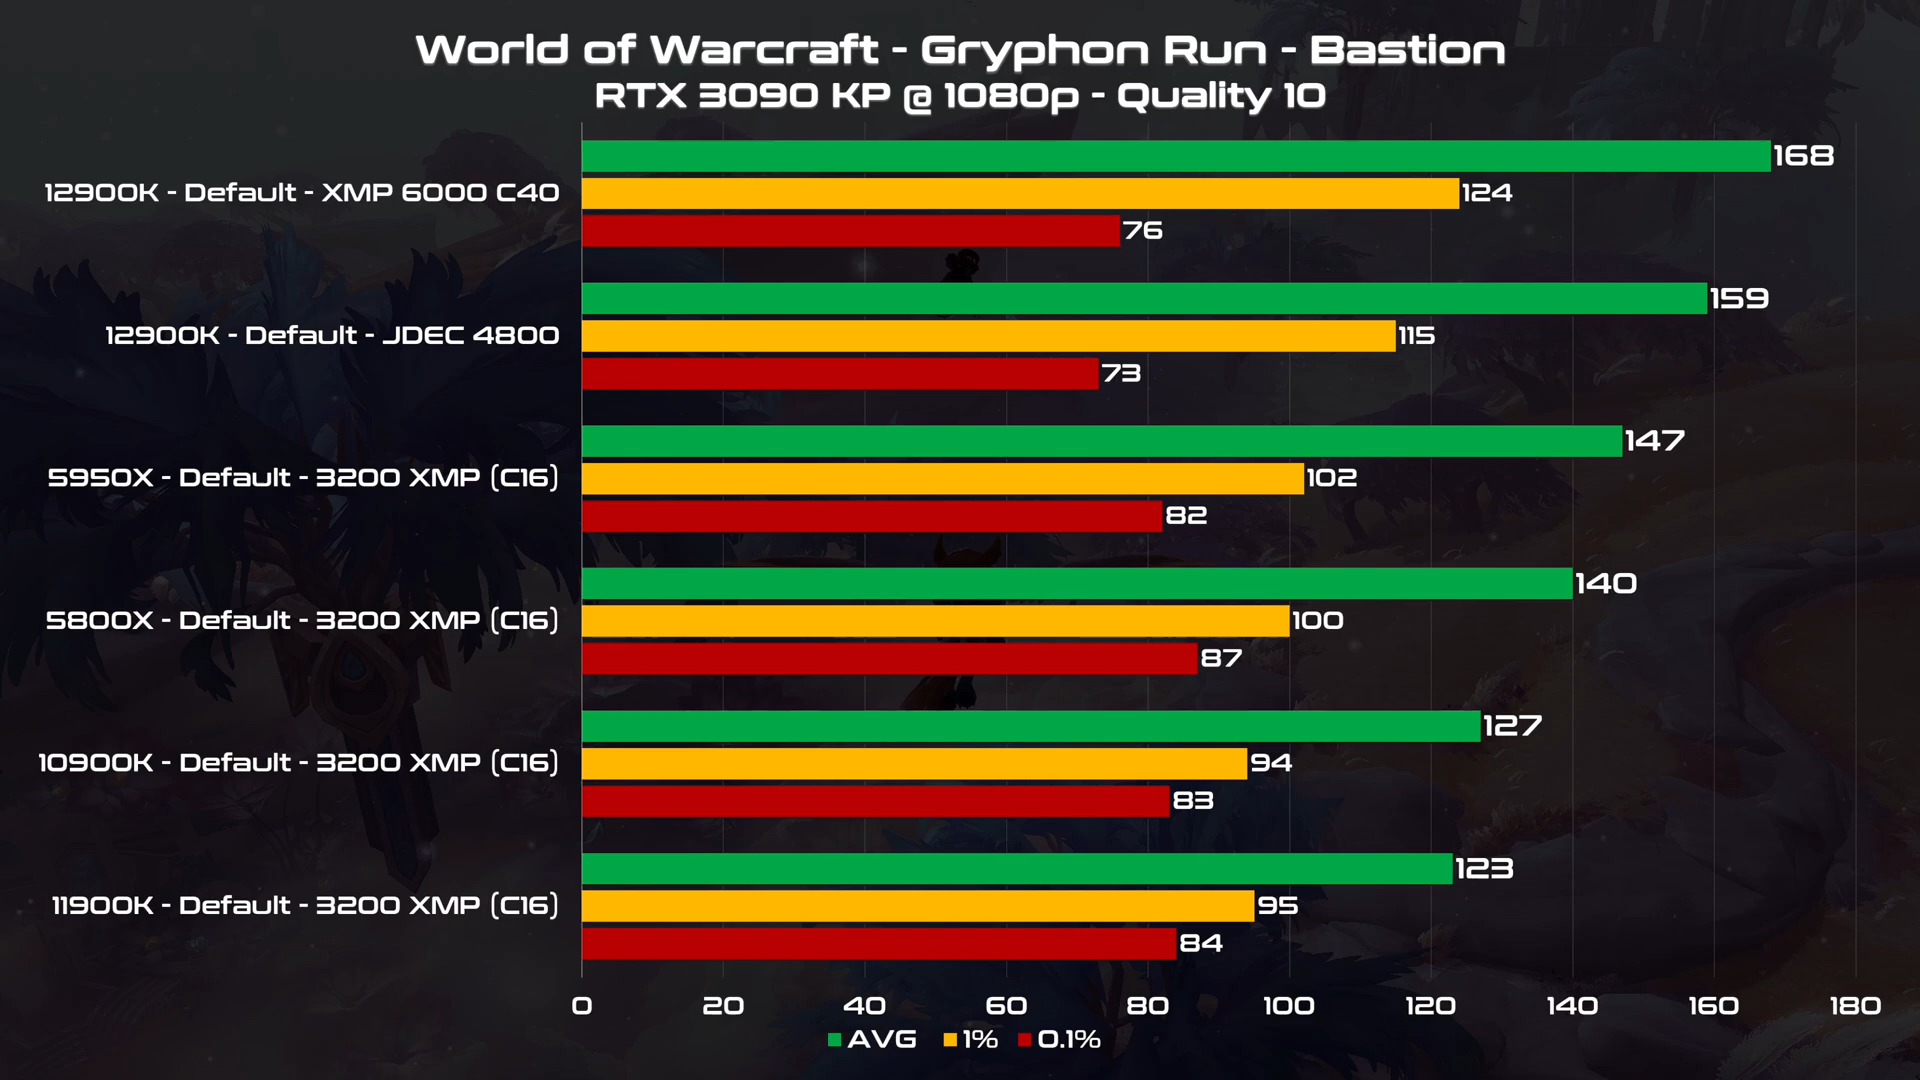 World of Warcraft - Gryphon Run - Bastion
RTX 3090 KP @ 1080p - Quality 10
168
12900K - Default - XMP 6000 C40
124
76
159
12900K - Default - JDEC 4800
115
73
147
5950X - Default - 3200 XMP (C16)
102
82
140
5800X - Default - 3200 XMP (C16)
100
87
127
10900K - Default - 3200 XMP (C16)
94
83
123
11900K - Default - 3200 XMP (C16)
95
84
0 20 40 60 80 100 120 140 160 180
AVG 1% 0.1%